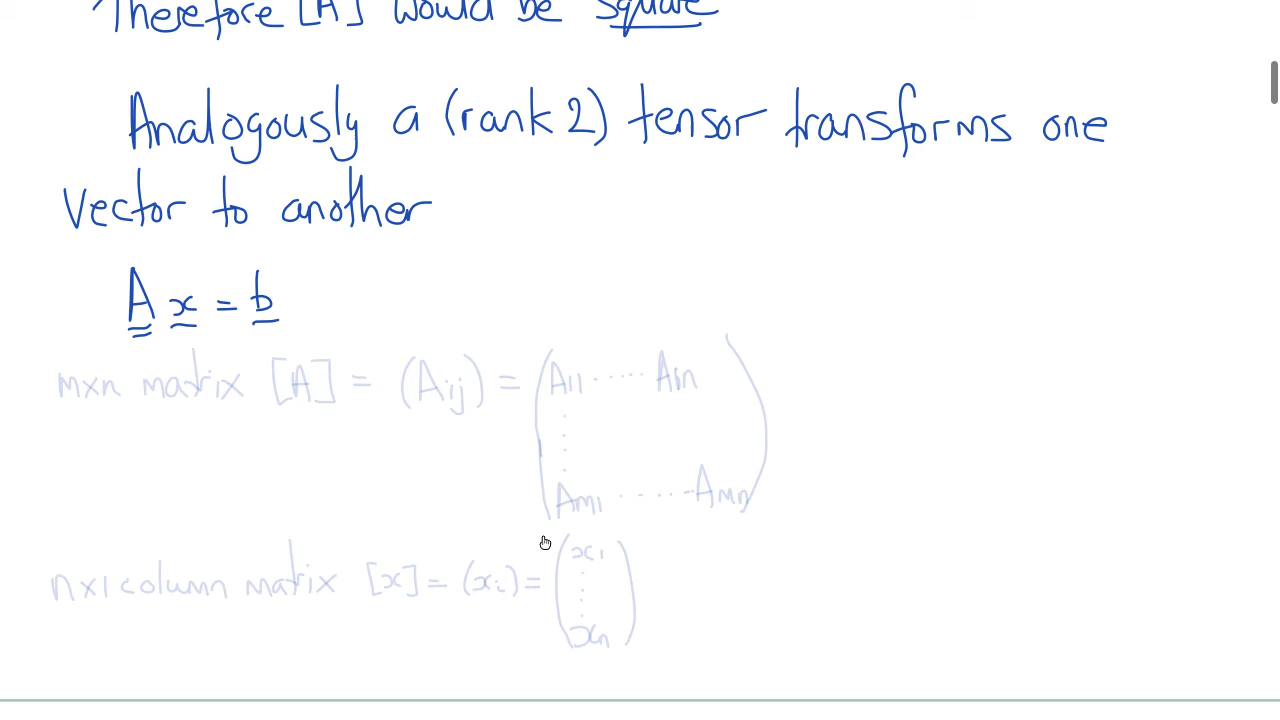 Therefore [A] would be square
Analogously a (rank 2) tensor transforms one
vector to another
A x = b
mxn matrix [A] = (Aij) = (A11 ..... A1n
Am1 ...... Amn)
nx1 column matrix [x] = (xi) = (x1
xn)